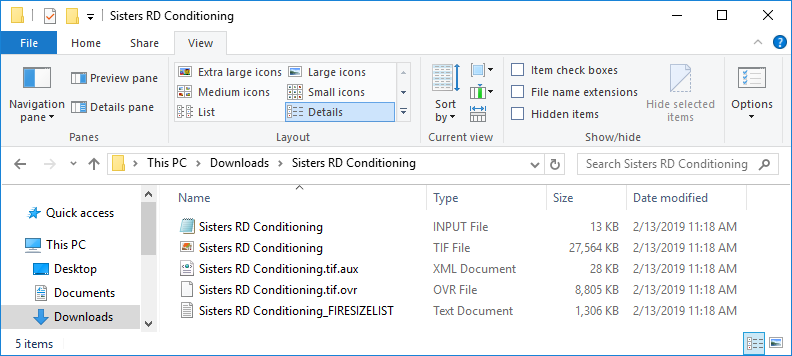 Sisters RD Conditioning
File Home Share View
Extra large icons Large icons Item check boxes
Preview pane
Medium icons Small icons File name extensions
Navigation pane Details pane List Details Sort by Hidden items Hide selected items Options
Panes Layout Current view Show/hide
This PC Downloads Sisters RD Conditioning Search Sisters RD Conditioning
Name Type Size Date modified
Quick access Sisters RD Conditioning INPUT File 13 KB 2/13/2019 11:18 AM
This PC Sisters RD Conditioning TIF File 27,564 KB 2/13/2019 11:18 AM
Desktop Sisters RD Conditioning.tif.aux XML Document 28 KB 2/13/2019 11:18 AM
Documents Sisters RD Conditioning.tif.ovr OVR File 8,805 KB 2/13/2019 11:18 AM
Downloads Sisters RD Conditioning_FIRESIZELIST Text Document 1,306 KB 2/13/2019 11:18 AM
5 items